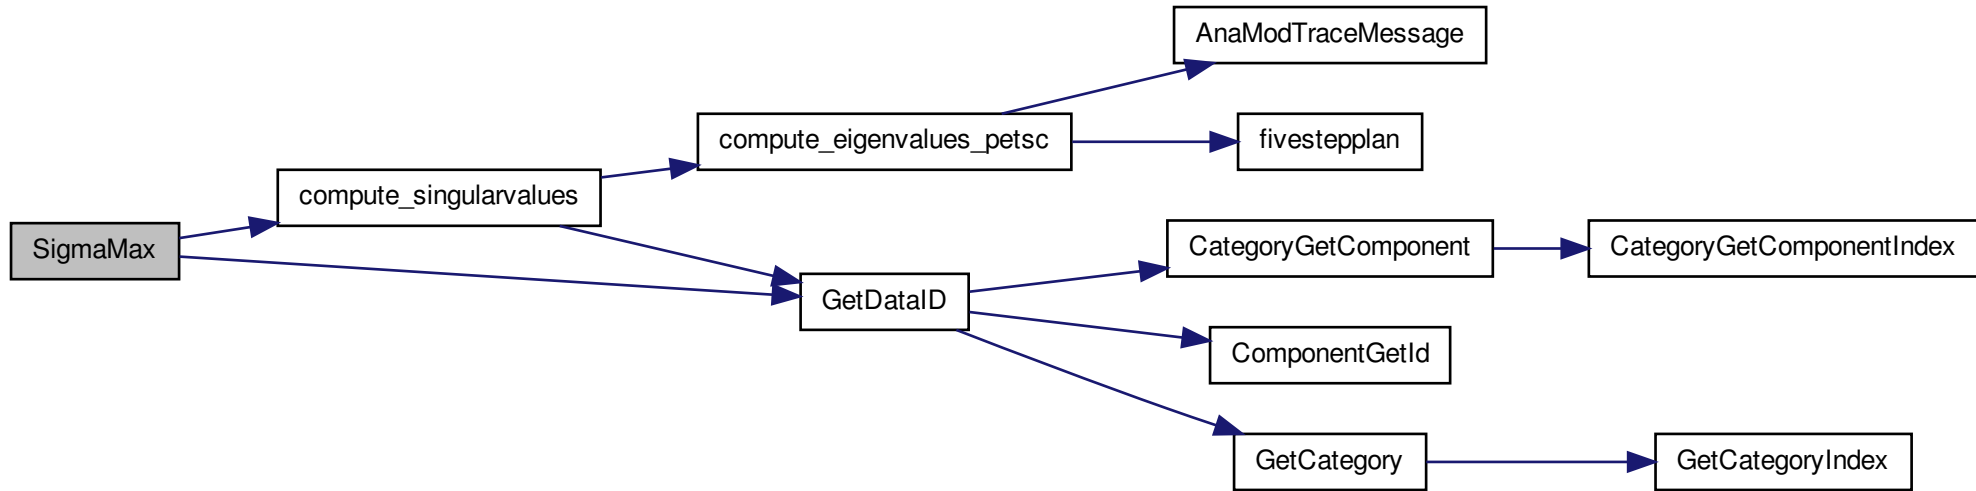 AnaModTraceMessage
compute_eigenvalues_petsc
fivestepplan
compute_singularvalues
SigmaMax
CategoryGetComponent
CategoryGetComponentIndex
GetDataID
ComponentGetId
GetCategory
GetCategoryIndex